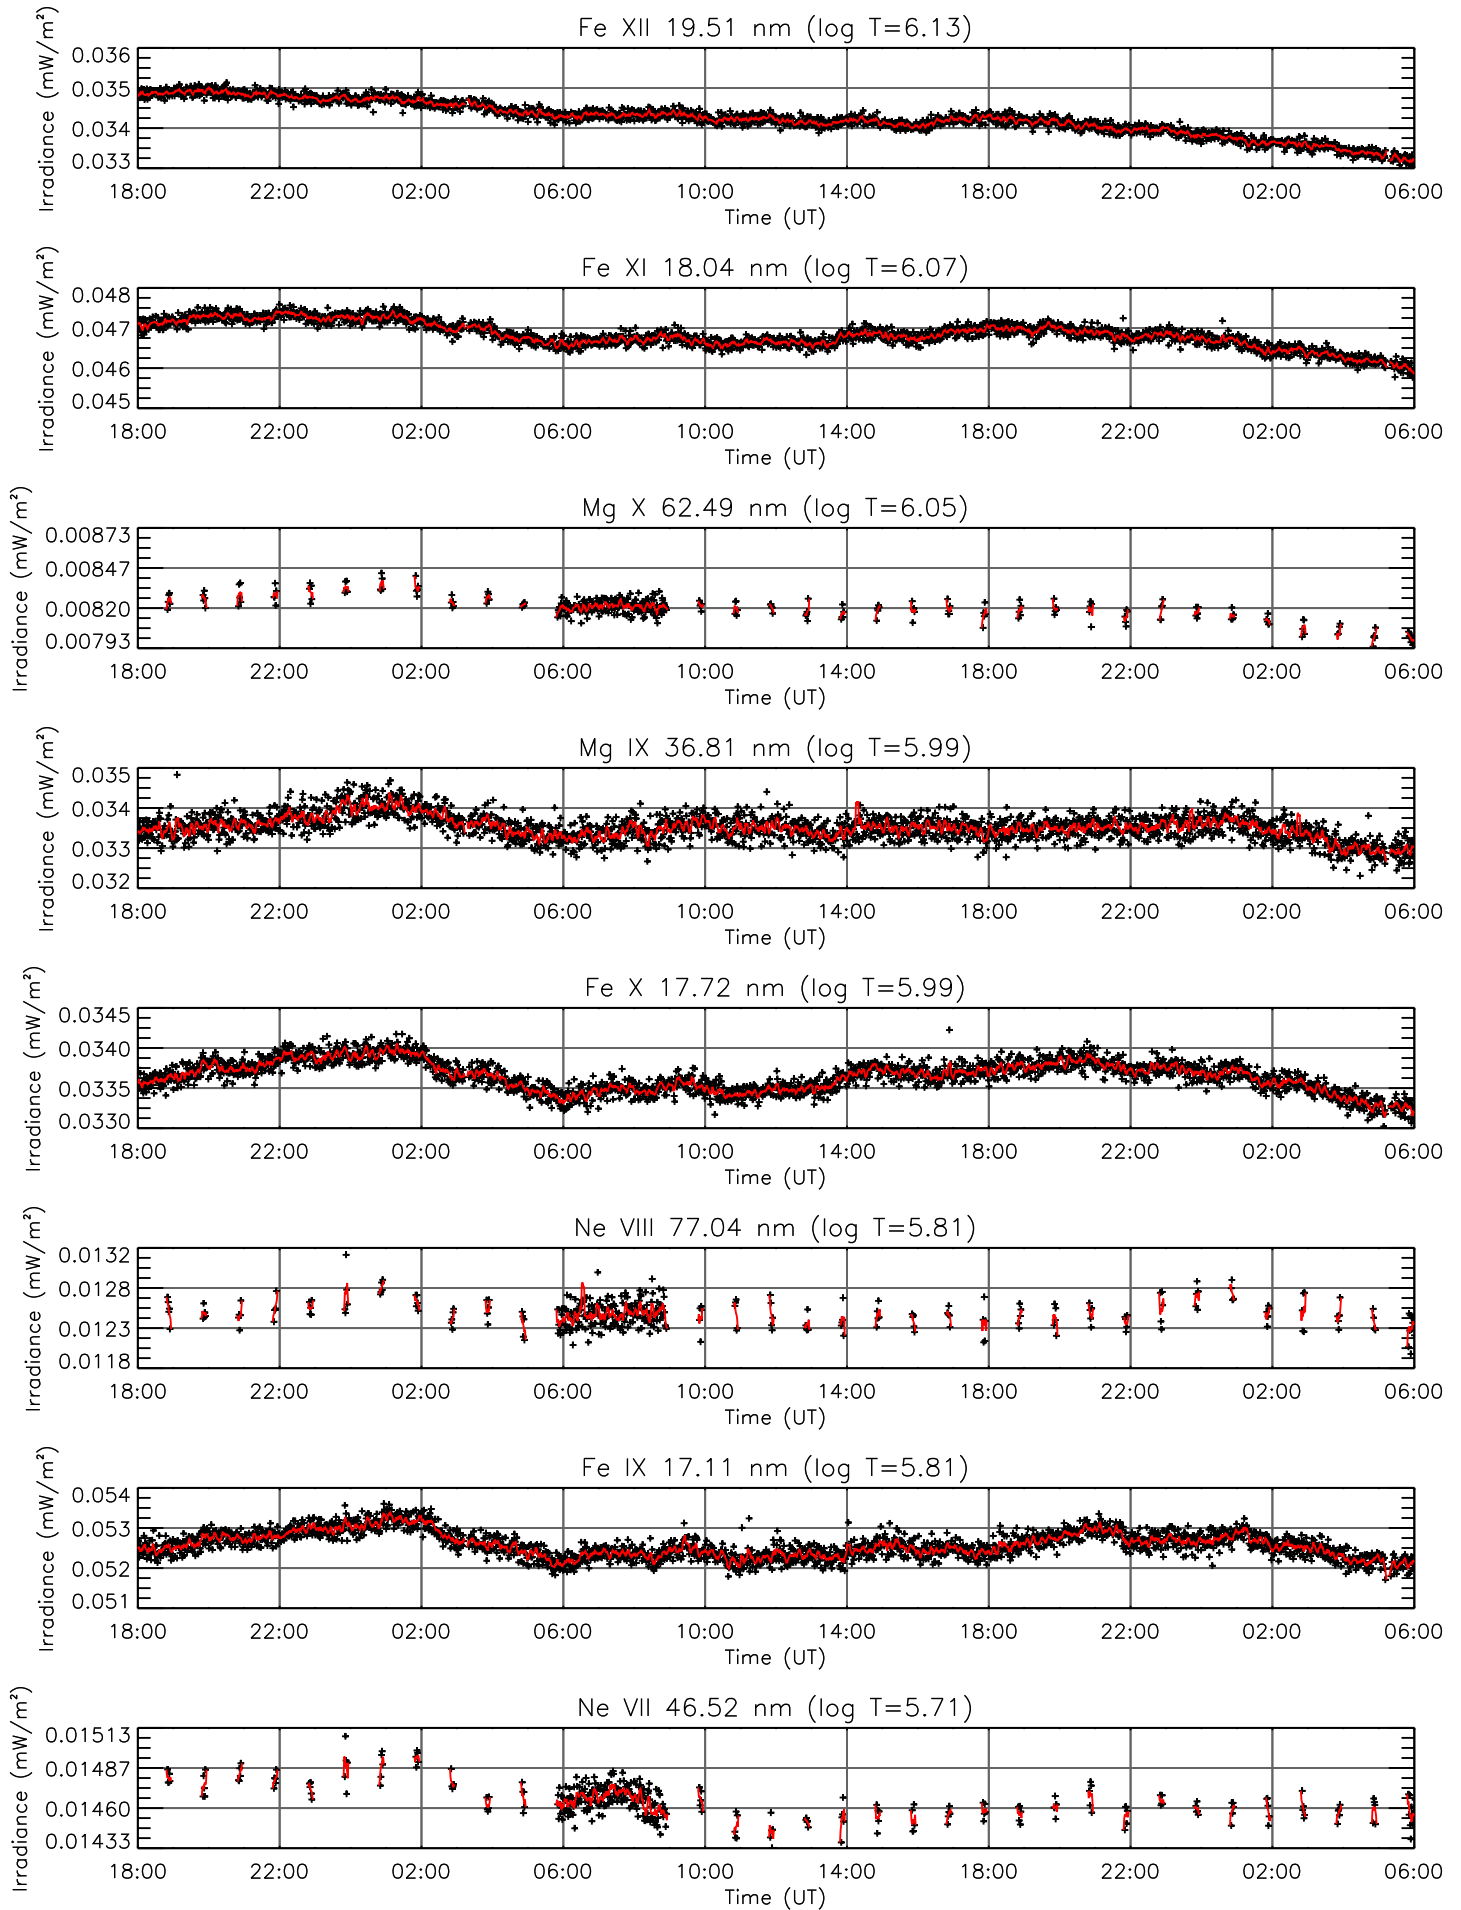 Fe XII 19.51 nm (log T=6.13)
Irradiance (mW/m²)
0.036
0.035
0.034
0.033
18:00 22:00 02:00 06:00 10:00 14:00 18:00 22:00 02:00 06:00
Time (UT)
Fe XI 18.04 nm (log T=6.07)
Irradiance (mW/m²)
0.048
0.047
0.046
0.045
18:00 22:00 02:00 06:00 10:00 14:00 18:00 22:00 02:00 06:00
Time (UT)
Mg X 62.49 nm (log T=6.05)
Irradiance (mW/m²)
0.00873
0.00847
0.00820
0.00793
18:00 22:00 02:00 06:00 10:00 14:00 18:00 22:00 02:00 06:00
Time (UT)
Mg IX 36.81 nm (log T=5.99)
Irradiance (mW/m²)
0.035
0.034
0.033
0.032
18:00 22:00 02:00 06:00 10:00 14:00 18:00 22:00 02:00 06:00
Time (UT)
Fe X 17.72 nm (log T=5.99)
Irradiance (mW/m²)
0.0345
0.0340
0.0335
0.0330
18:00 22:00 02:00 06:00 10:00 14:00 18:00 22:00 02:00 06:00
Time (UT)
Ne VIII 77.04 nm (log T=5.81)
Irradiance (mW/m²)
0.0132
0.0128
0.0123
0.0118
18:00 22:00 02:00 06:00 10:00 14:00 18:00 22:00 02:00 06:00
Time (UT)
Fe IX 17.11 nm (log T=5.81)
Irradiance (mW/m²)
0.054
0.053
0.052
0.051
18:00 22:00 02:00 06:00 10:00 14:00 18:00 22:00 02:00 06:00
Time (UT)
Ne VII 46.52 nm (log T=5.71)
Irradiance (mW/m²)
0.01513
0.01487
0.01460
0.01433
18:00 22:00 02:00 06:00 10:00 14:00 18:00 22:00 02:00 06:00
Time (UT)